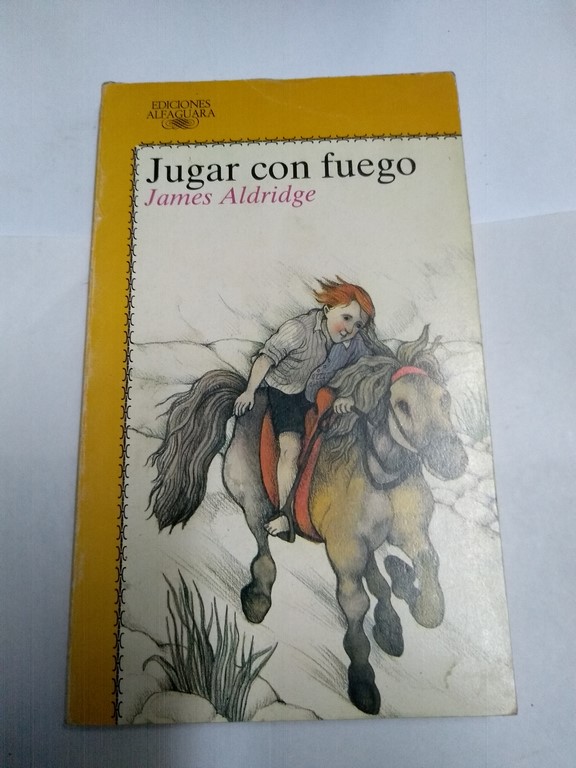 EDICIONES
ALFAGUARA
Jugar con fuego
James Aldridge